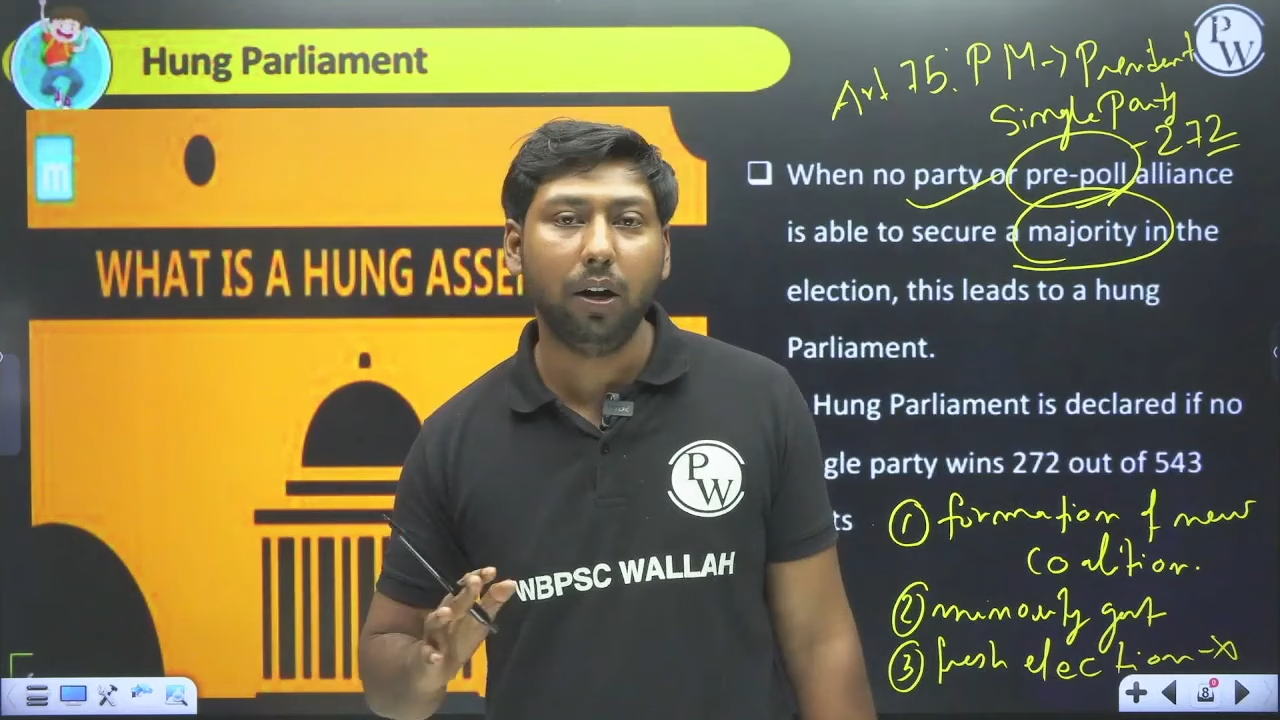 Hung Parliament
PW
Art 75. PM → President
Single Party
- 272
m
WHAT IS A HUNG ASSE
When no party or pre-poll alliance
is able to secure a majority in the
election, this leads to a hung
Parliament.
Hung Parliament is declared if no
gle party wins 272 out of 543
ts
① formation of new
coalition.
② minority govt
③ fresh election → x
PW
WBPSC WALLAH
8
0